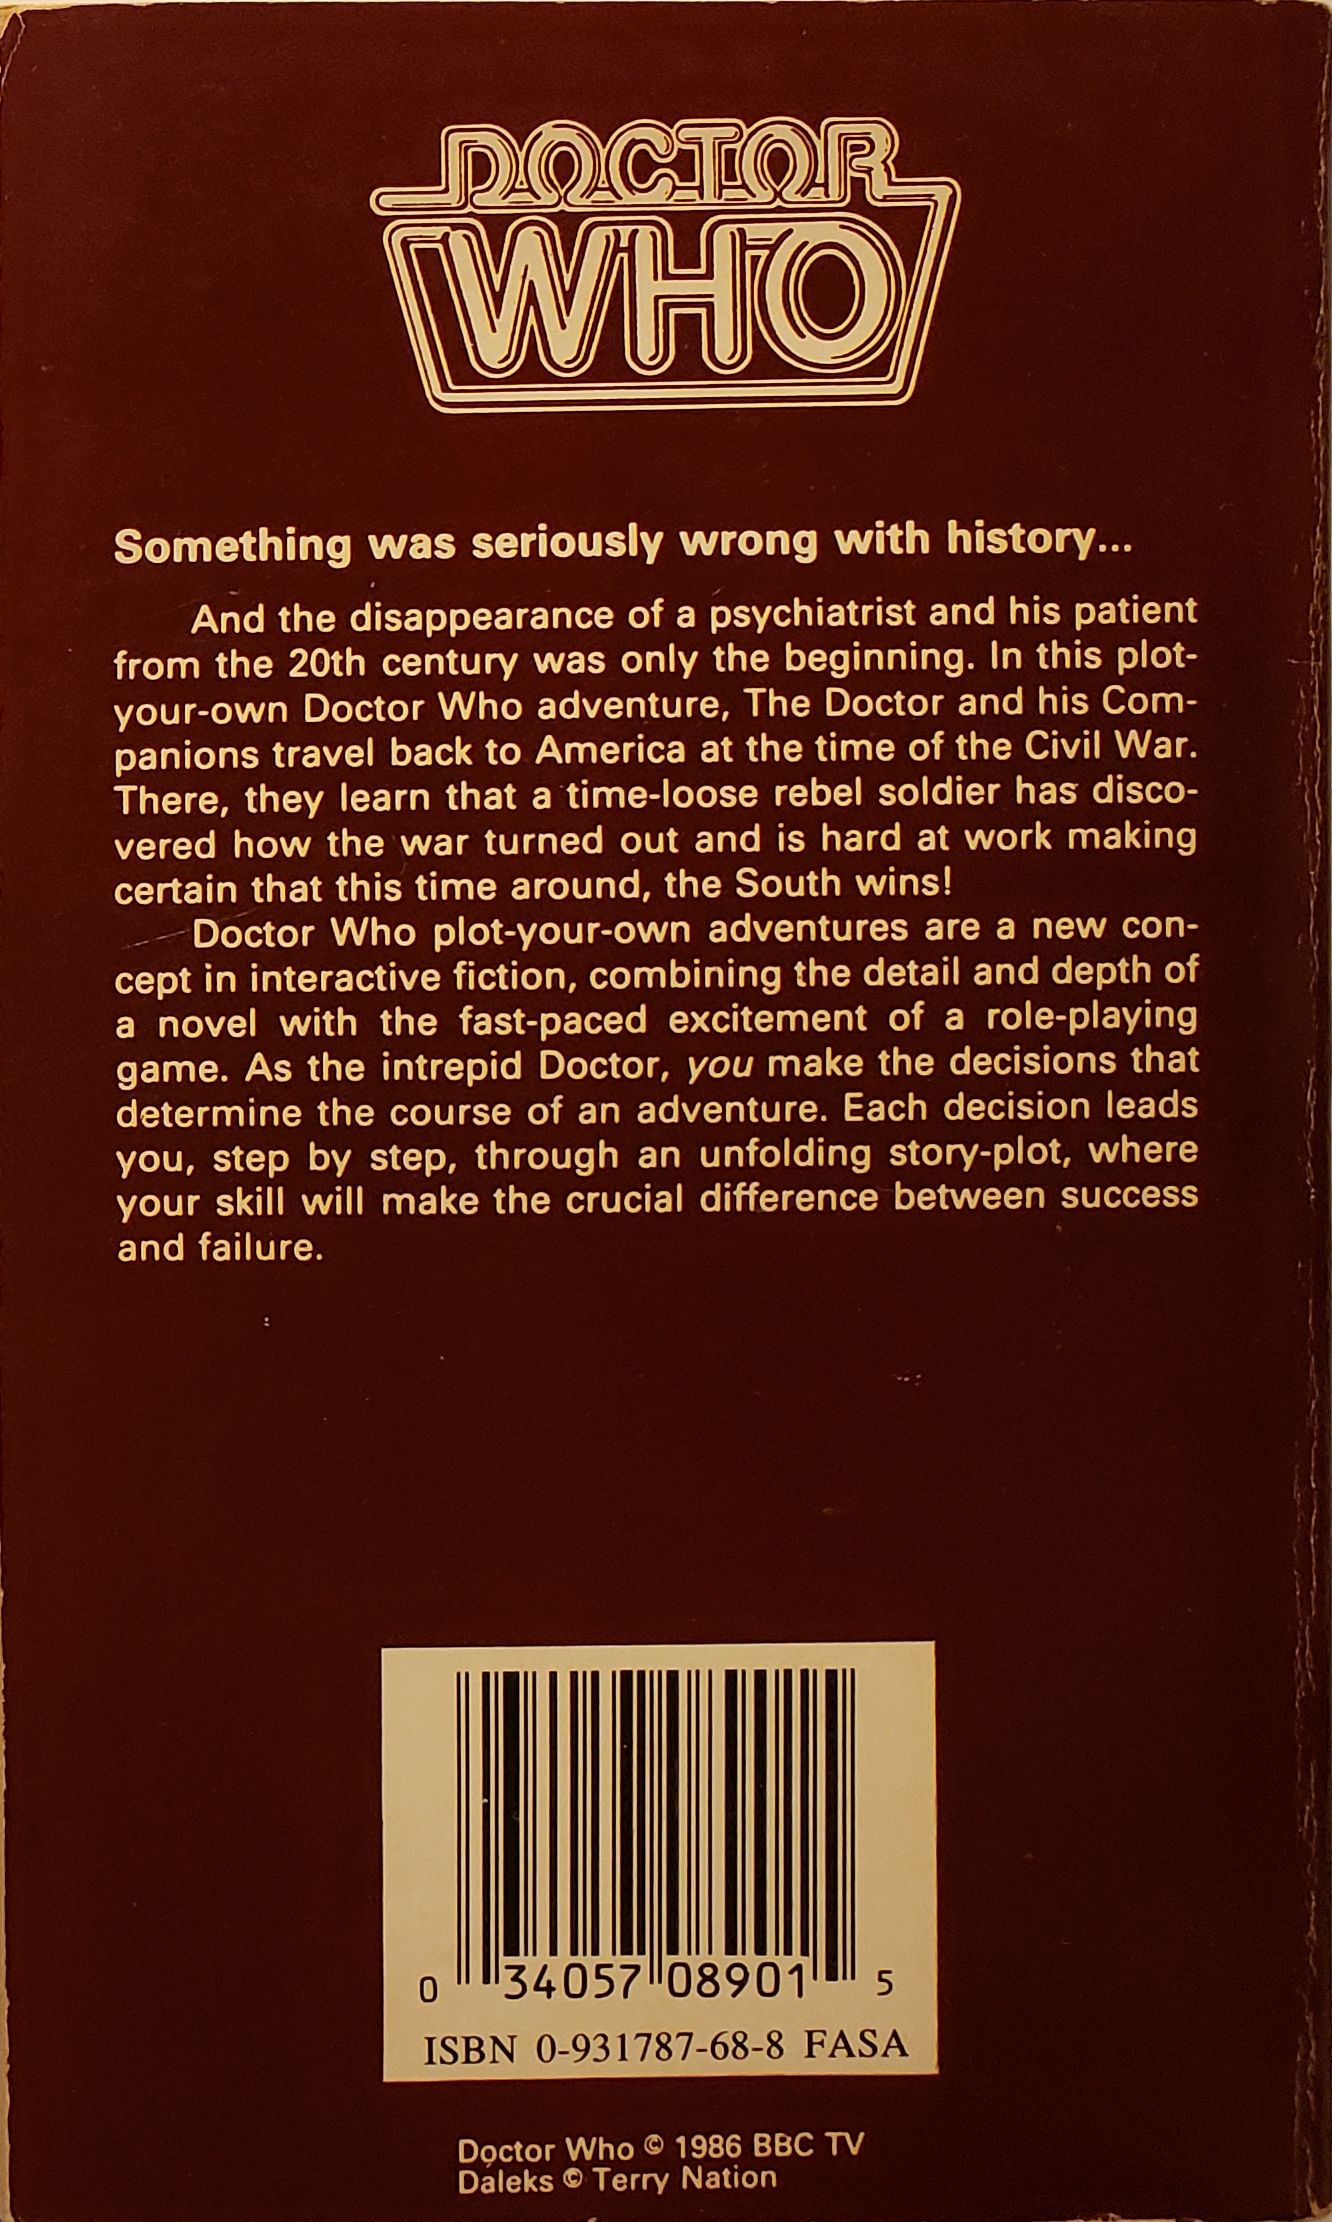 DOCTOR
WHO
Something was seriously wrong with history...
And the disappearance of a psychiatrist and his patient
from the 20th century was only the beginning. In this plot-
your-own Doctor Who adventure, The Doctor and his Com-
panions travel back to America at the time of the Civil War.
There, they learn that a time-loose rebel soldier has disco-
vered how the war turned out and is hard at work making
certain that this time around, the South wins!
Doctor Who plot-your-own adventures are a new con-
cept in interactive fiction, combining the detail and depth of
a novel with the fast-paced excitement of a role-playing
game. As the intrepid Doctor, you make the decisions that
determine the course of an adventure. Each decision leads
you, step by step, through an unfolding story-plot, where
your skill will make the crucial difference between success
and failure.
0 34057 08901 5
ISBN 0-931787-68-8 FASA
Doctor Who © 1986 BBC TV
Daleks © Terry Nation